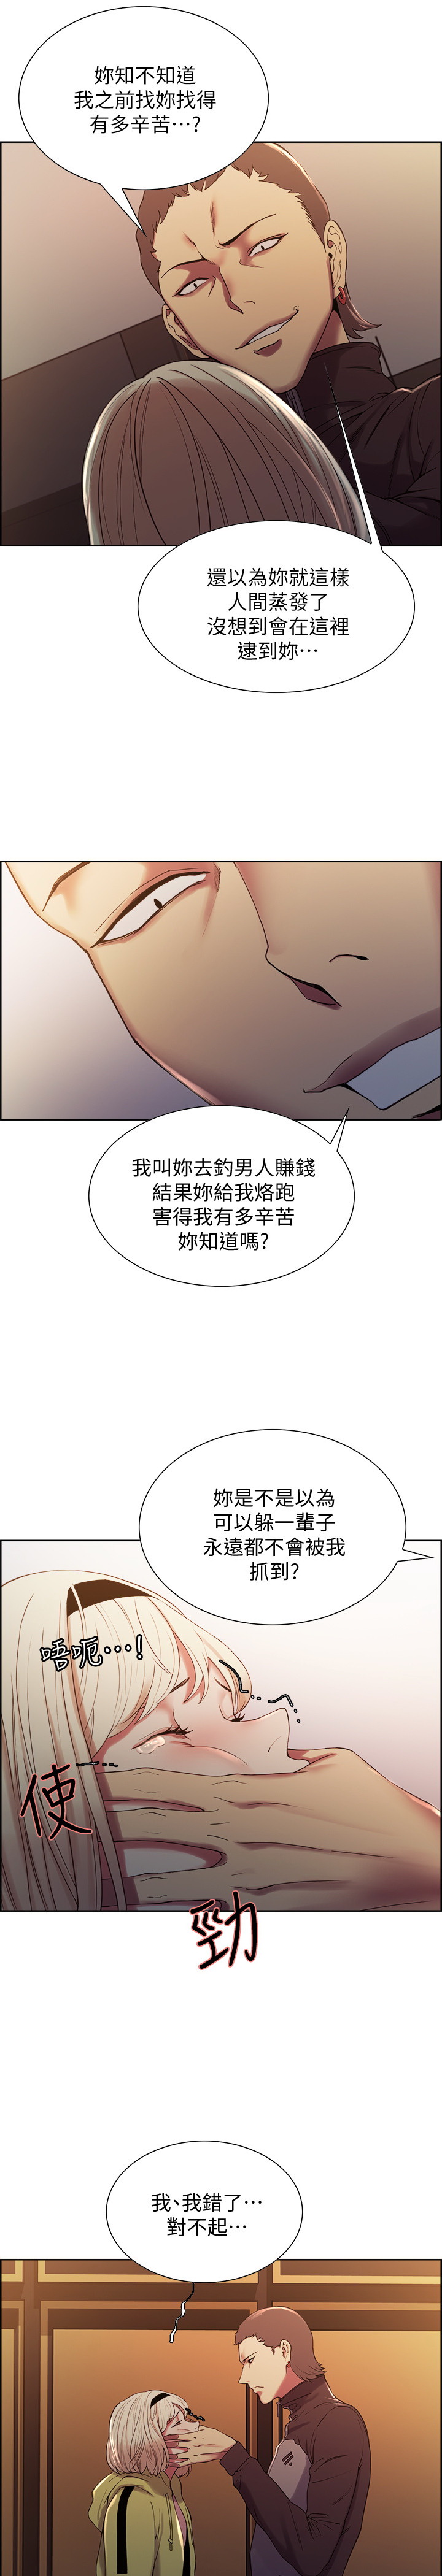 妳知不知道
我之前找妳找得
有多辛苦⋯?
還以為妳就這樣
人間蒸發了
沒想到會在這裡
逮到妳⋯
我叫妳去釣男人賺錢
結果妳給我烙跑
害得我有多辛苦
妳知道嗎?
妳是不是以為
可以躲一輩子
永遠都不會被我
抓到?
唔呃⋯!
使
勁
我、我錯了⋯
對不起⋯